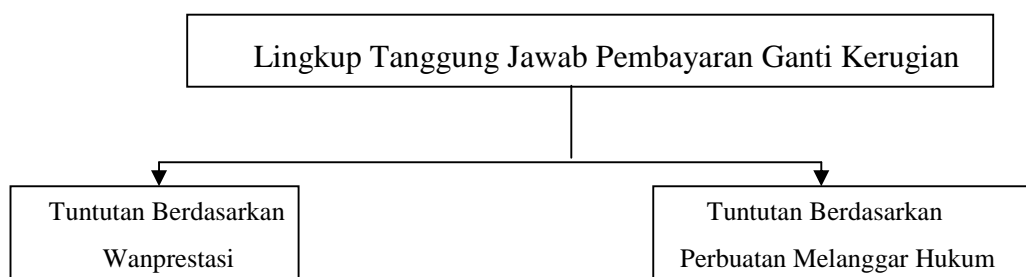 Lingkup Tanggung Jawab Pembayaran Ganti Kerugian
Tuntutan Berdasarkan
Wanprestasi
Tuntutan Berdasarkan
Perbuatan Melanggar Hukum